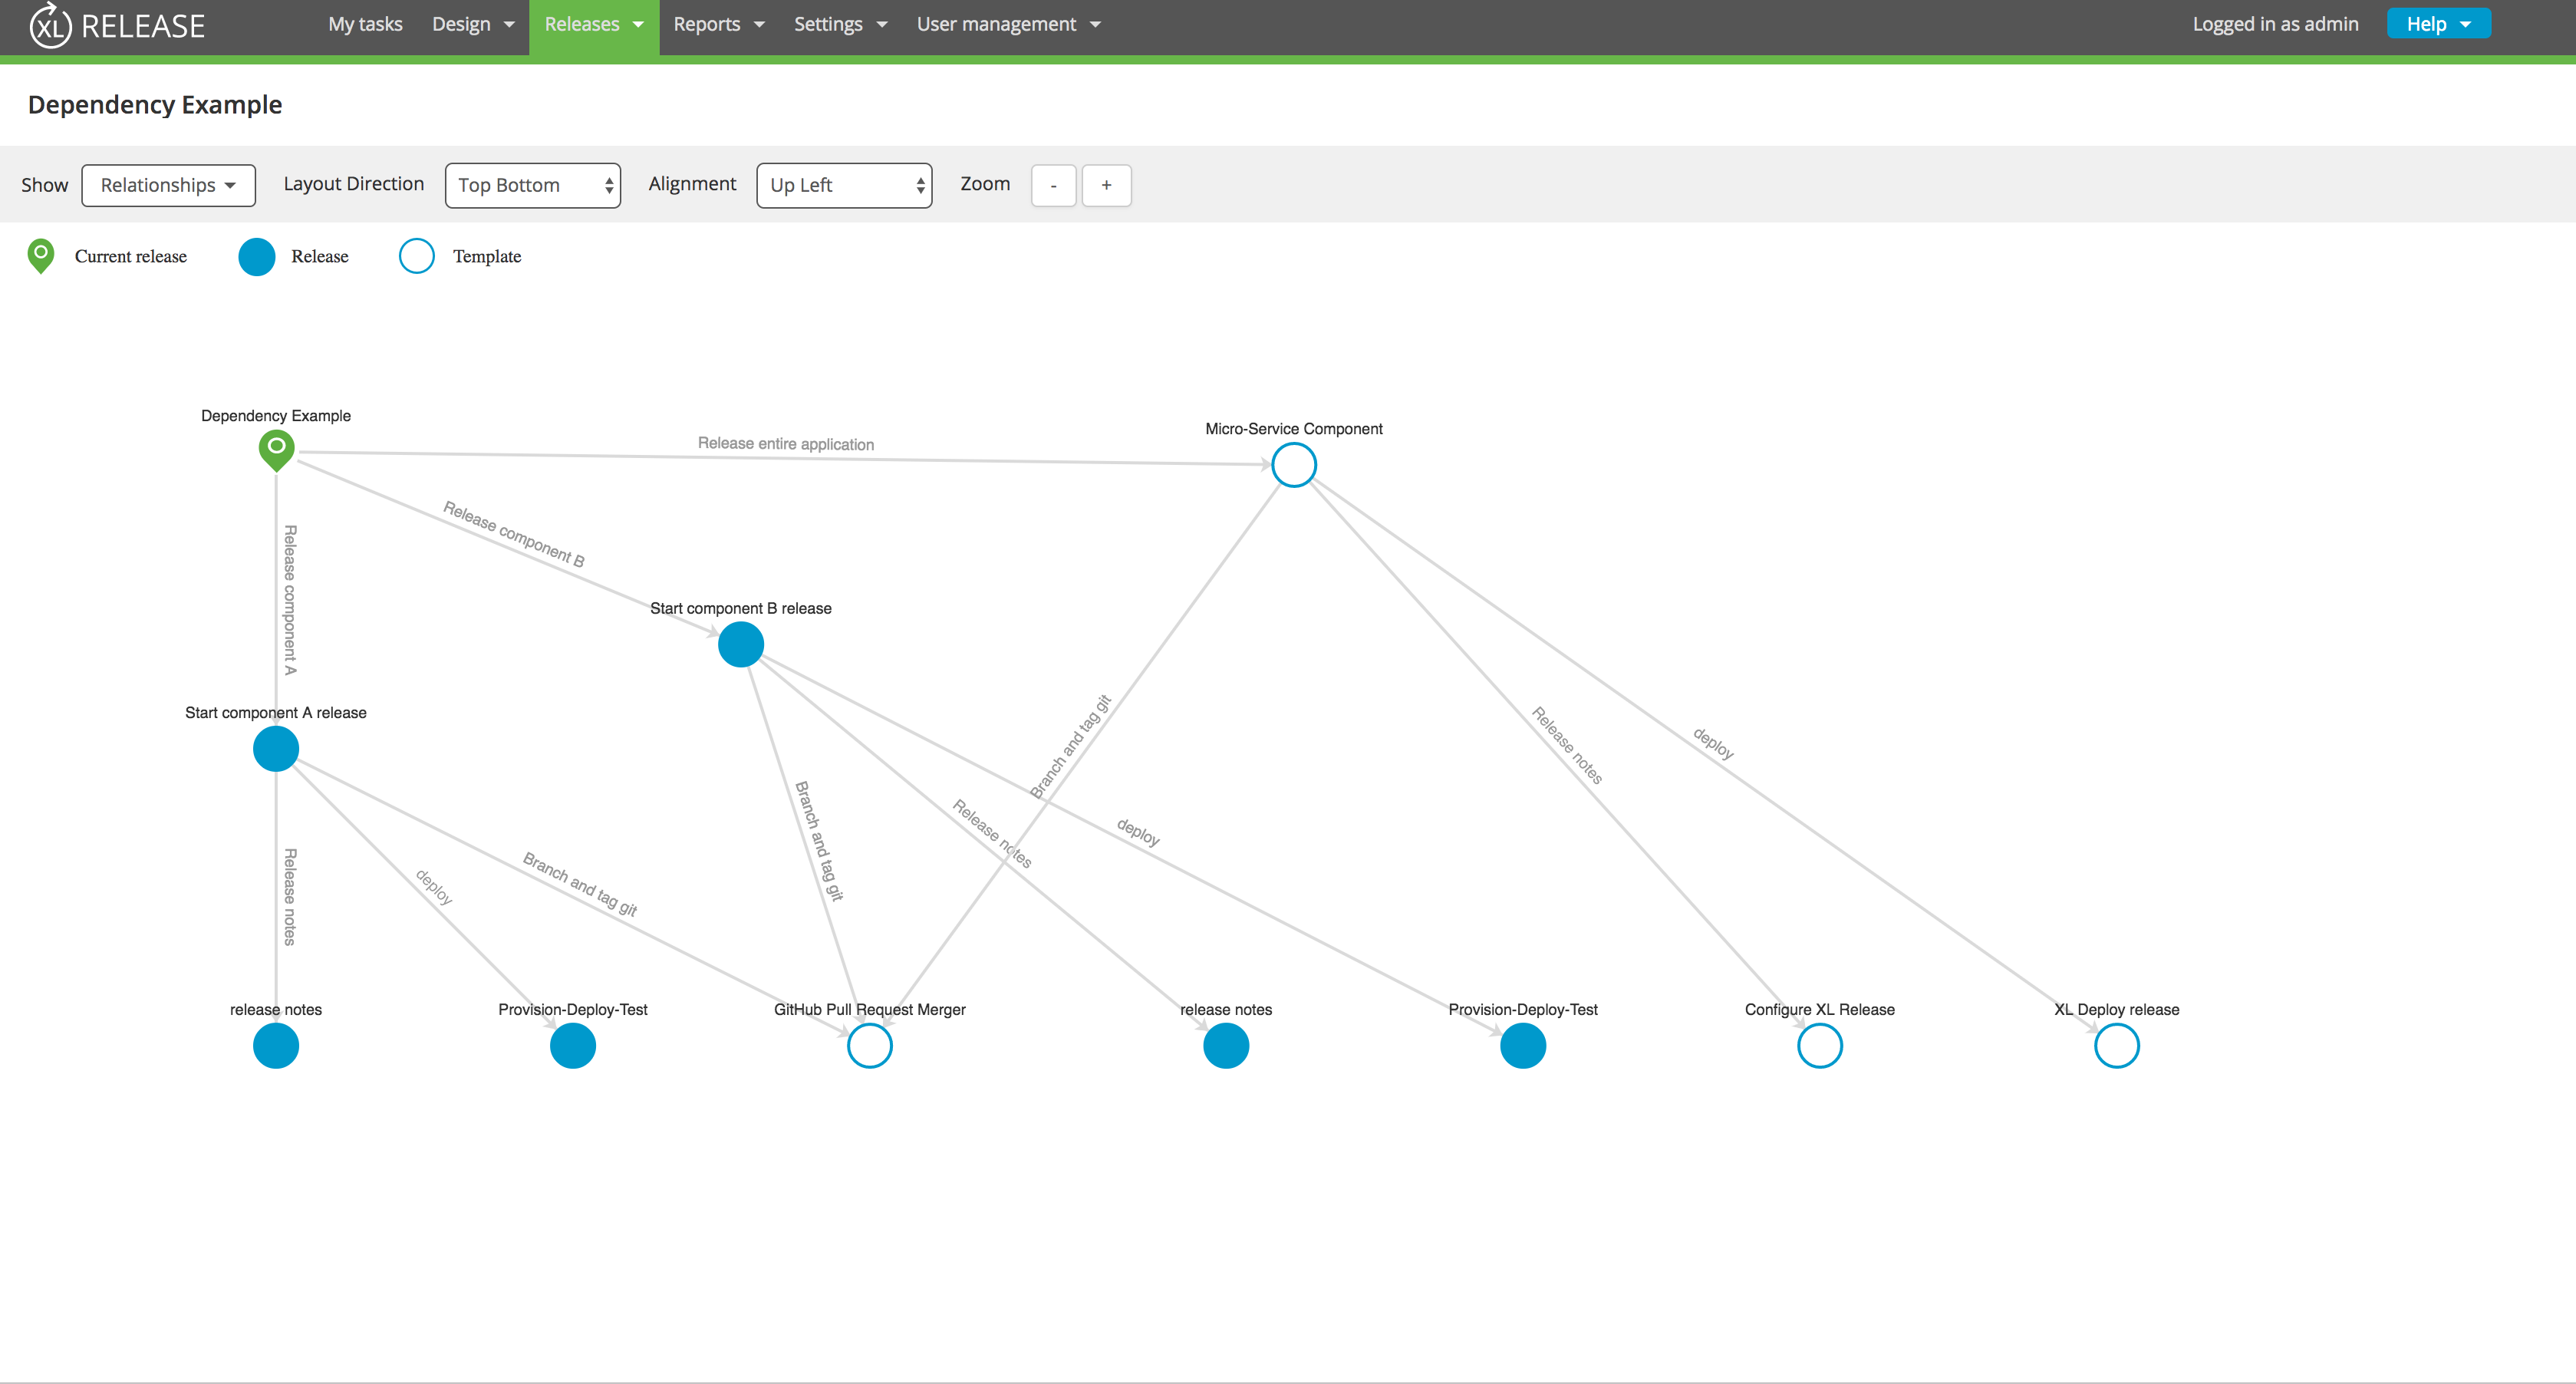 XL RELEASE My tasks Design Releases Reports Settings User management Logged in as admin Help
Dependency Example
Show Relationships Layout Direction Top Bottom Alignment Up Left Zoom - +
Current release Release Template
Dependency Example
Micro-Service Component
Release entire application
Release component B
Release component A
Start component B release
Start component A release
Branch and tag git
Release notes
deploy
Branch and tag git
Release notes
deploy
Release notes
deploy
Branch and tag git
release notes Provision-Deploy-Test GitHub Pull Request Merger release notes Provision-Deploy-Test Configure XL Release XL Deploy release